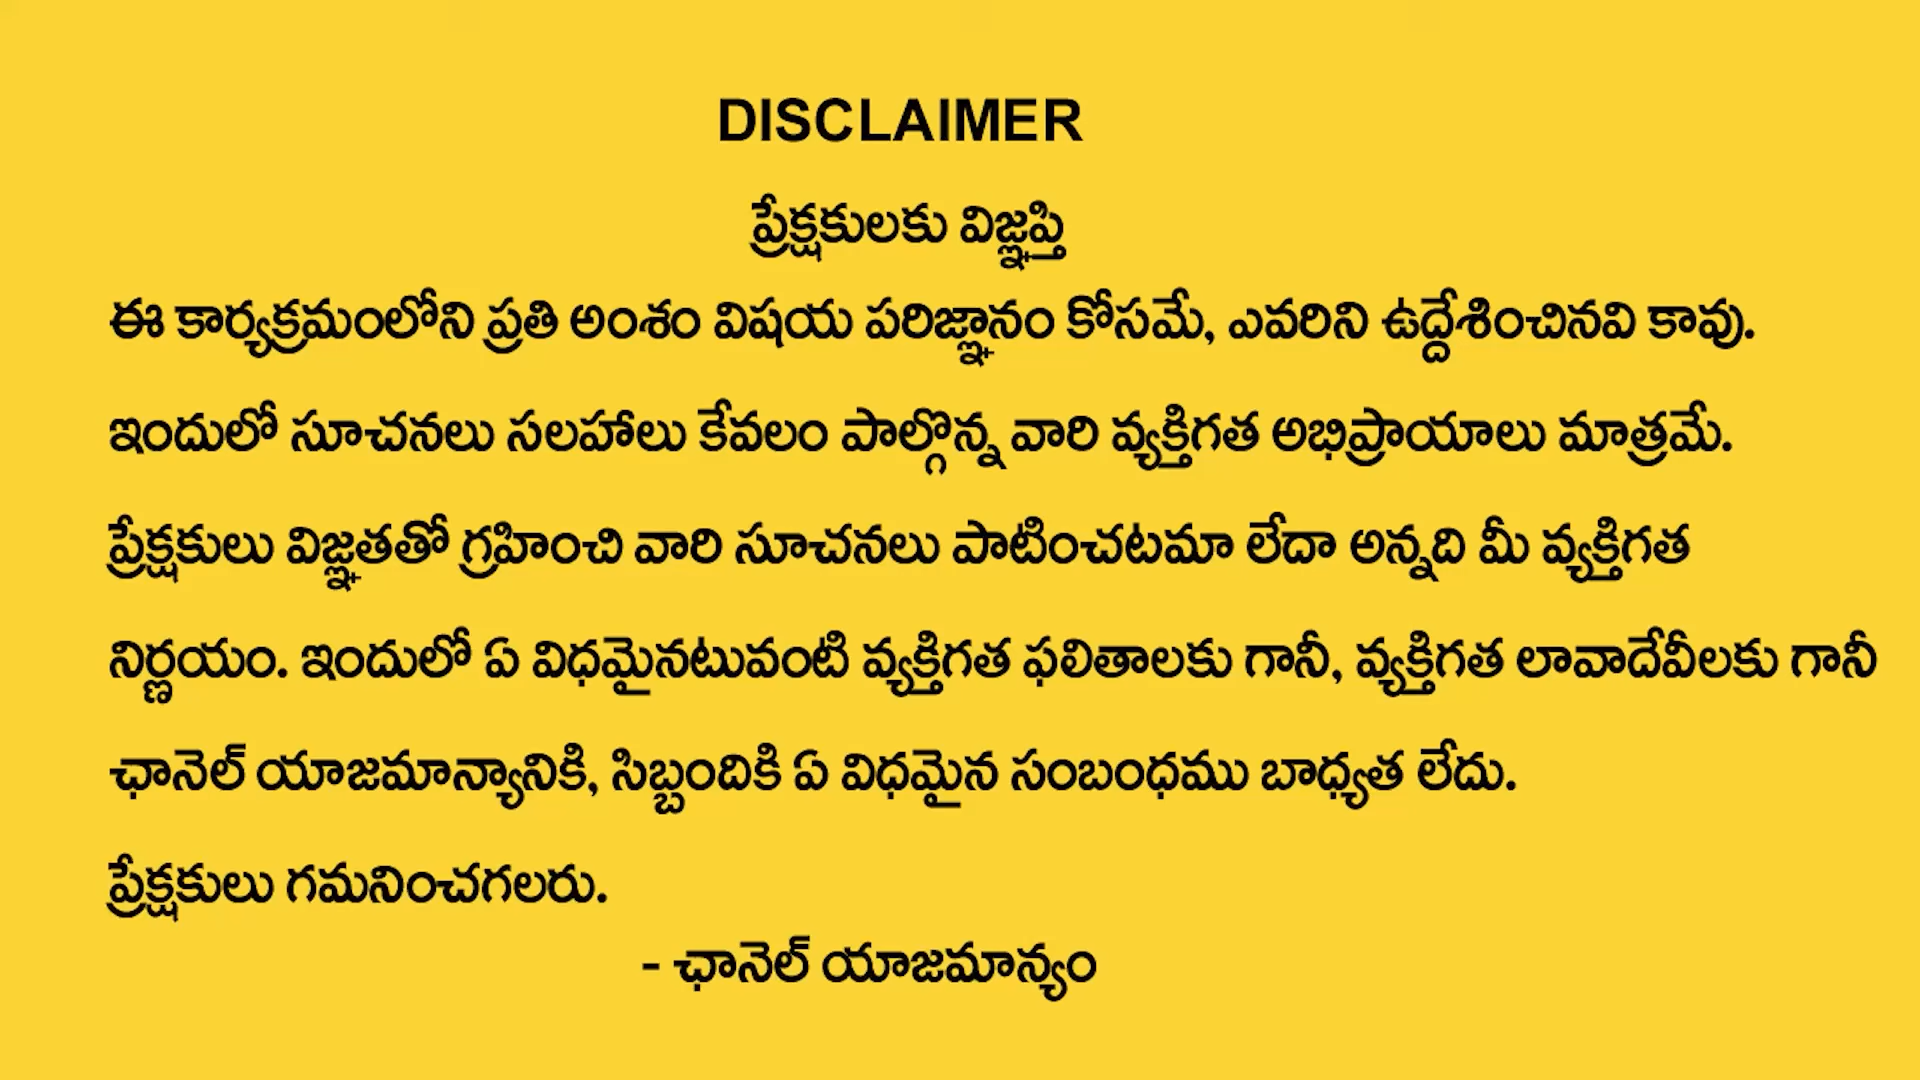 DISCLAIMER
ప్రేక్షకులకు విజ్ఞప్తి
ఈ కార్యక్రమంలోని ప్రతి అంశం విషయ పరిజ్ఞానం కోసమే, ఎవరిని ఉద్దేశించినవి కావు.
ఇందులో సూచనలు సలహాలు కేవలం పాల్గొన్న వారి వ్యక్తిగత అభిప్రాయాలు మాత్రమే.
ప్రేక్షకులు విజ్ఞతతో గ్రహించి వారి సూచనలు పాటించటమా లేదా అన్నది మీ వ్యక్తిగత
నిర్ణయం. ఇందులో ఏ విధమైనటువంటి వ్యక్తిగత ఫలితాలకు గానీ, వ్యక్తిగత లావాదేవీలకు గానీ
ఛానెల్ యాజమాన్యానికి, సిబ్బందికి ఏ విధమైన సంబంధము బాధ్యత లేదు.
ప్రేక్షకులు గమనించగలరు.
- ఛానెల్ యాజమాన్యం